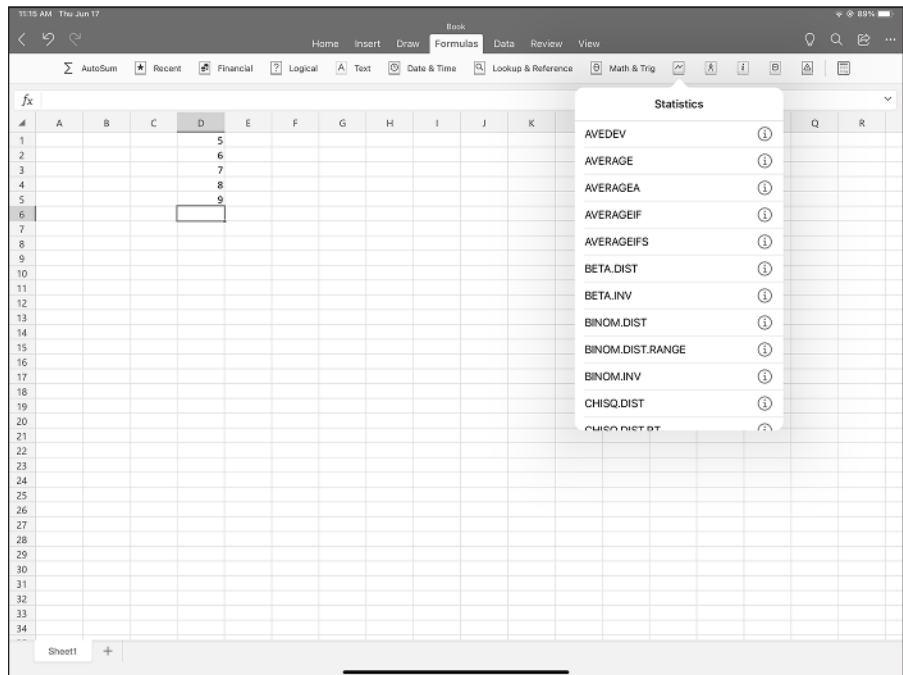 11:15 AM Thu Jun 17
89%
Book
Home Insert Draw Formulas Data Review View
AutoSum Recent Financial Logical Text Date & Time Lookup & Reference Math & Trig
fx
A B C D E F G H I J K Q R
Statistics
AVEDEV
AVERAGE
AVERAGEA
AVERAGEIF
AVERAGEIFS
BETA.DIST
BETA.INV
BINOM.DIST
BINOM.DIST.RANGE
BINOM.INV
CHISQ.DIST
CHISQ.DIST.RT
1 5
2 6
3 7
4 8
5 9
6
7
8
9
10
11
12
13
14
15
16
17
18
19
20
21
22
23
24
25
26
27
28
29
30
31
32
33
34
Sheet1